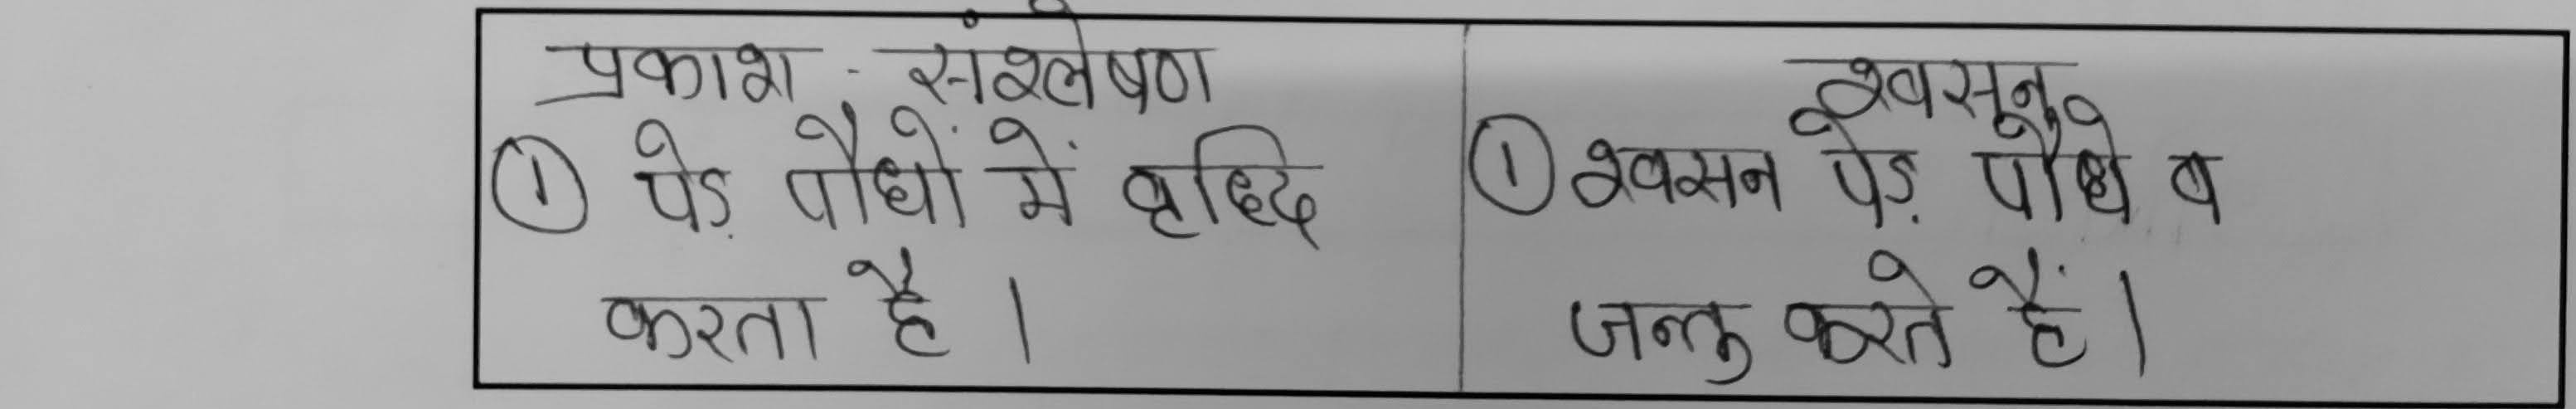 प्रकाश - संश्लेषण
① पेड़ पौधों में वृद्धि
करता है।
श्वसन
① श्वसन पेड़ पौधे व
जन्तु करते हैं।